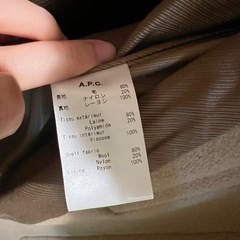 A.P.C.
表地 毛 80%
ナイロン 20%
裏地 レーヨン 100%
Tissu extérieur
Laine 80%
Polyamide 20%
Tissu intérieur
Viscose 100%
Shell fabric
Wool 80%
Nylon 20%
Lining Rayon 100%